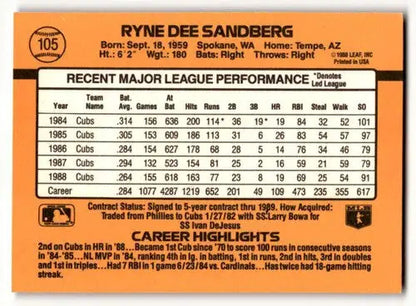 105
RYNE DEE SANDBERG
Born: Sept. 18, 1959 Spokane, WA Home: Tempe, AZ
Ht.: 6' 2" Wgt.: 180 Bats: Right Throws: Right
© 1988 LEAF, INC
Printed in USA
RECENT MAJOR LEAGUE PERFORMANCE *Denotes Led League
Year Team Name Bat. Avg. Games At Bat Hits Runs 2B 3B HR RBI Steal Walk SO
1984 Cubs .314 156 636 200 114* 36 19* 19 84 32 52 101
1985 Cubs .305 153 609 186 113 31 6 26 83 54 57 97
1986 Cubs .284 154 627 178 68 28 5 14 76 34 46 79
1987 Cubs .294 132 523 154 81 25 2 16 59 21 59 79
1988 Cubs .264 155 618 163 77 23 8 19 69 25 54 91
Career .284 1077 4287 1219 652 201 49 109 473 235 355 617
Contract Status: Signed to 5-year contract thru 1989. How Acquired:
Traded from Phillies to Cubs 1/27/82 with SS Larry Bowa for
SS Ivan DeJesus
CAREER HIGHLIGHTS
2nd on Cubs in HR in '88... Became 1st Cub since '70 to score 100 runs in consecutive seasons
in '84-'85... NL MVP in '84, ranking 4th in lg. in batting, 1st in runs, 2nd in hits, 3rd in doubles
and 1st in triples... Had 7 RBI in 1 game 6/23/84 vs. Cardinals... Has twice had 18-game hitting
streak.